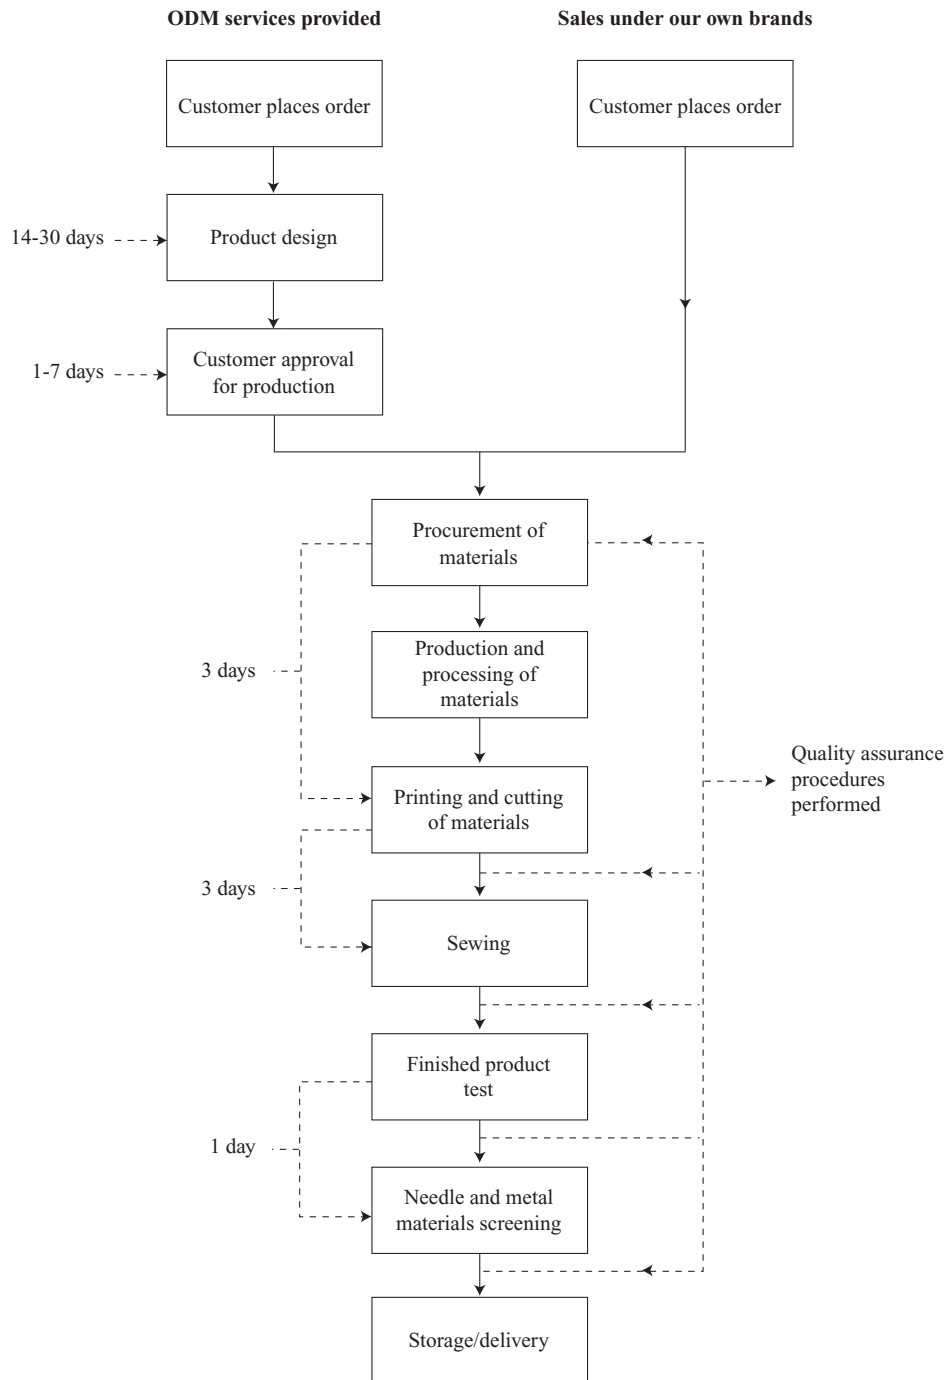 ODM services provided
Sales under our own brands
Customer places order
Customer places order
14-30 days
Product design
1-7 days
Customer approval
for production
Procurement of
materials
3 days
Production and
processing of
materials
Quality assurance
procedures
performed
Printing and cutting
of materials
3 days
Sewing
Finished product
test
1 day
Needle and metal
materials screening
Storage/delivery